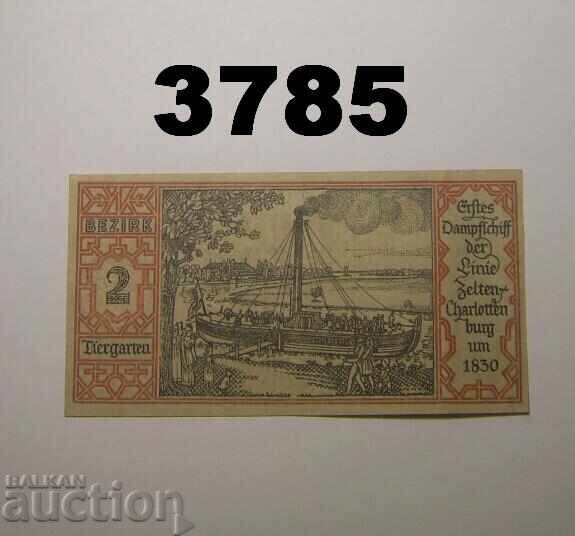 3785
BEZIRK
2
Tiergarten
Erstes
Dampfschiff
der
Linie
Zelten-
Charlotten
burg
um
1830
BALKAN
auction